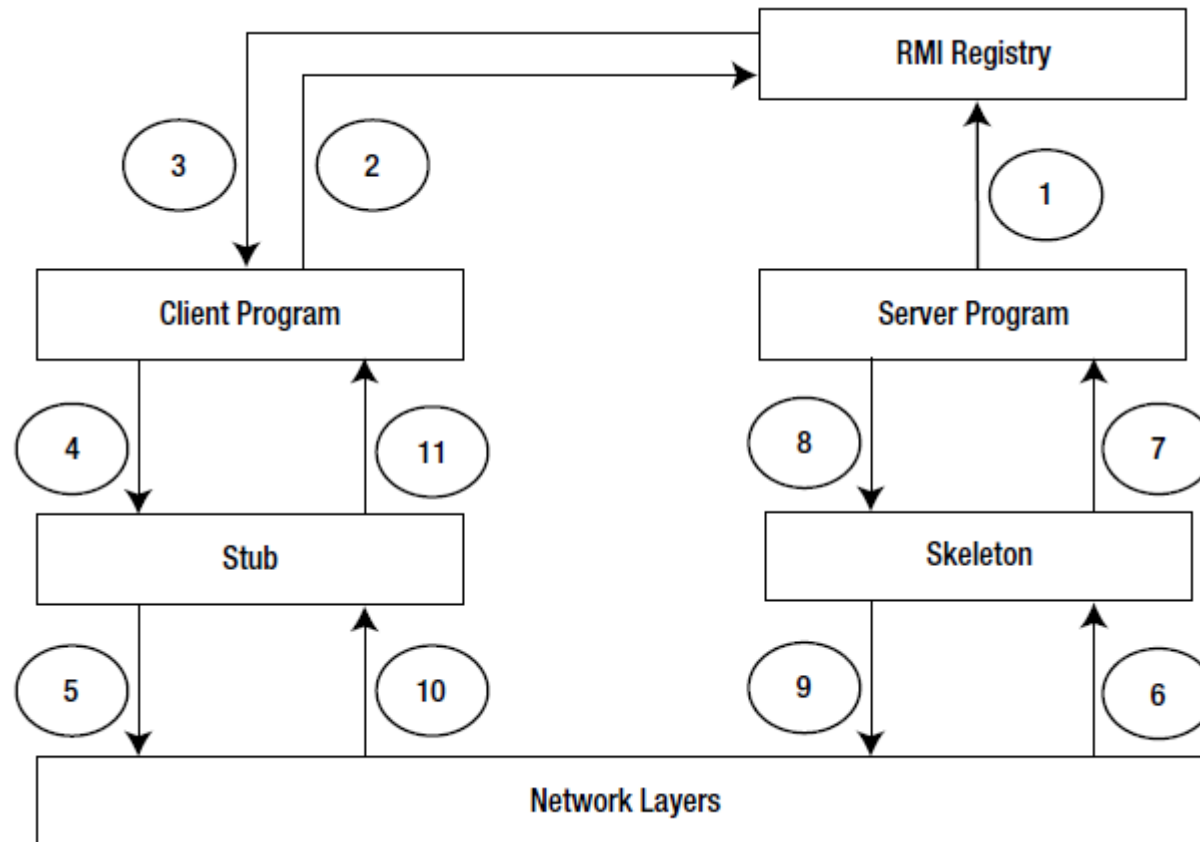 RMI Registry
3
2
1
Client Program
Server Program
4
11
8
7
Stub
Skeleton
5
10
9
6
Network Layers